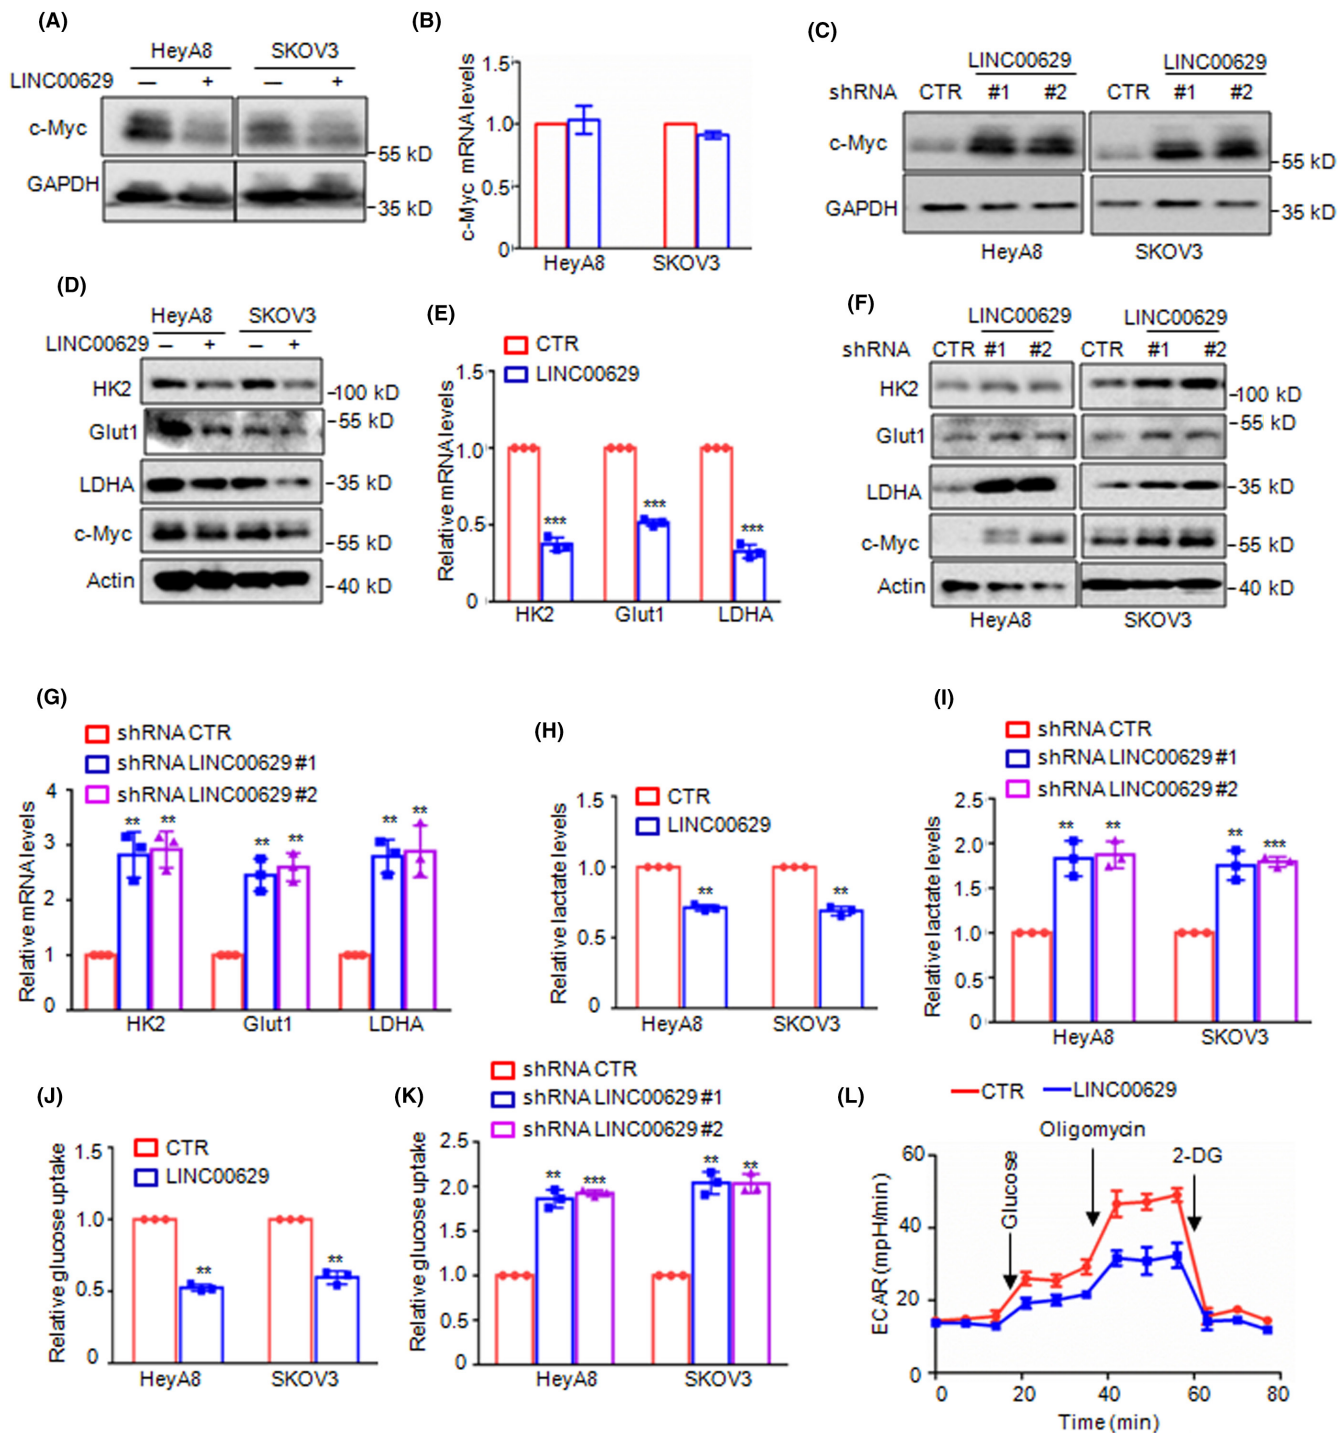 (A)
HeyA8 SKOV3
LINC00629 — + — +
c-Myc
55 kD
GAPDH
35 kD
(B)
c-Myc mRNA levels
1.5
1.0
0.5
0
HeyA8 SKOV3
(C)
LINC00629 LINC00629
shRNA CTR #1 #2 CTR #1 #2
c-Myc
55 kD
GAPDH
35 kD
HeyA8 SKOV3
(D)
HeyA8 SKOV3
LINC00629 — + — +
HK2
100 kD
Glut1
55 kD
LDHA
35 kD
c-Myc
55 kD
Actin
40 kD
(E)
CTR
LINC00629
Relative mRNA levels
1.5
1.0
0.5
0
*** *** ***
HK2 Glut1 LDHA
(F)
LINC00629 LINC00629
shRNA CTR #1 #2 CTR #1 #2
HK2
100 kD
Glut1
55 kD
LDHA
35 kD
c-Myc
55 kD
Actin
40 kD
HeyA8 SKOV3
(G)
shRNA CTR
shRNA LINC00629 #1
shRNA LINC00629 #2
Relative mRNA levels
4
3
2
1
0
** ** ** ** ** **
HK2 Glut1 LDHA
(H)
CTR
LINC00629
Relative lactate levels
1.5
1.0
0.5
0
** **
HeyA8 SKOV3
(I)
shRNA CTR
shRNA LINC00629 #1
shRNA LINC00629 #2
Relative lactate levels
2.5
2.0
1.5
1.0
0.5
0
** ** ** ***
HeyA8 SKOV3
(J)
CTR
LINC00629
Relative glucose uptake
1.5
1.0
0.5
0
** **
HeyA8 SKOV3
(K)
shRNA CTR
shRNA LINC00629 #1
shRNA LINC00629 #2
Relative glucose uptake
2.5
2.0
1.5
1.0
0.5
0
** *** ** **
HeyA8 SKOV3
(L)
CTR LINC00629
Oligomycin
Glucose
2-DG
ECAR (mpH/min)
60
40
20
0
0 20 40 60 80
Time (min)